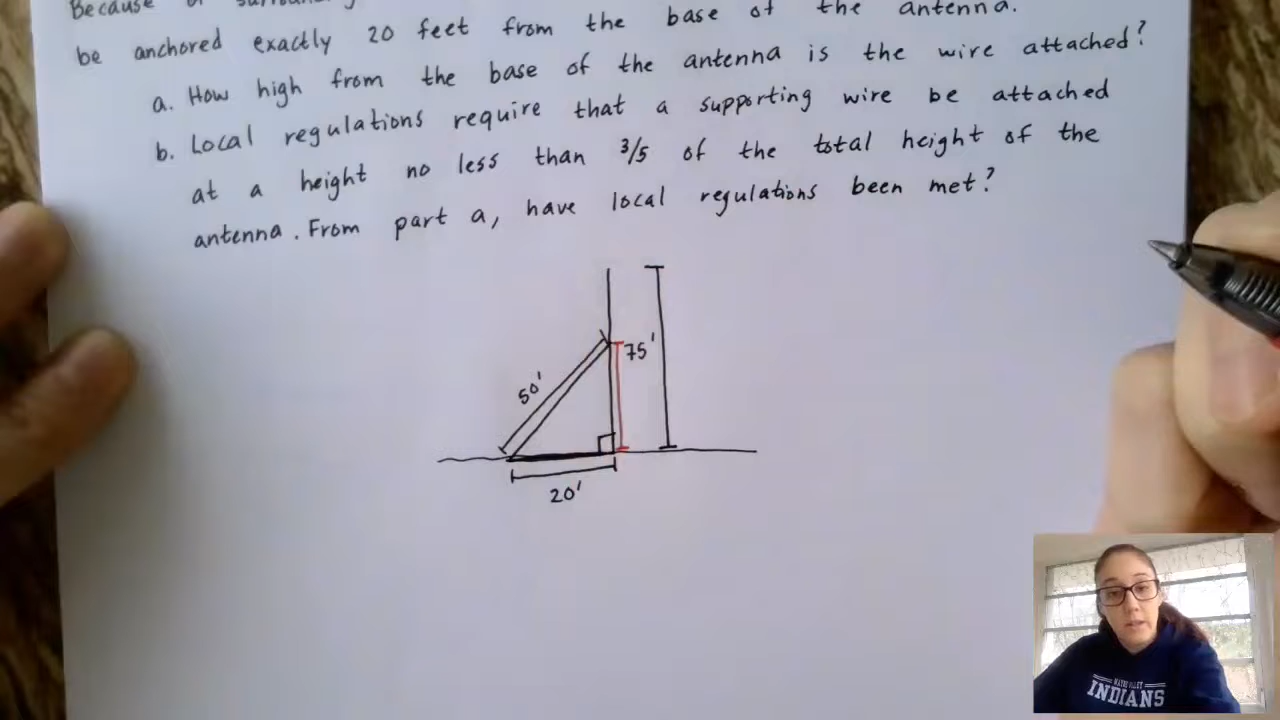 Because of
be anchored exactly 20 feet from the base of the antenna.
a. How high from the base of the antenna is the wire attached?
b. Local regulations require that a supporting wire be attached
at a height no less than 3/5 of the total height of the
antenna. From part a, have local regulations been met?
75'
50'
20'
INDIANS